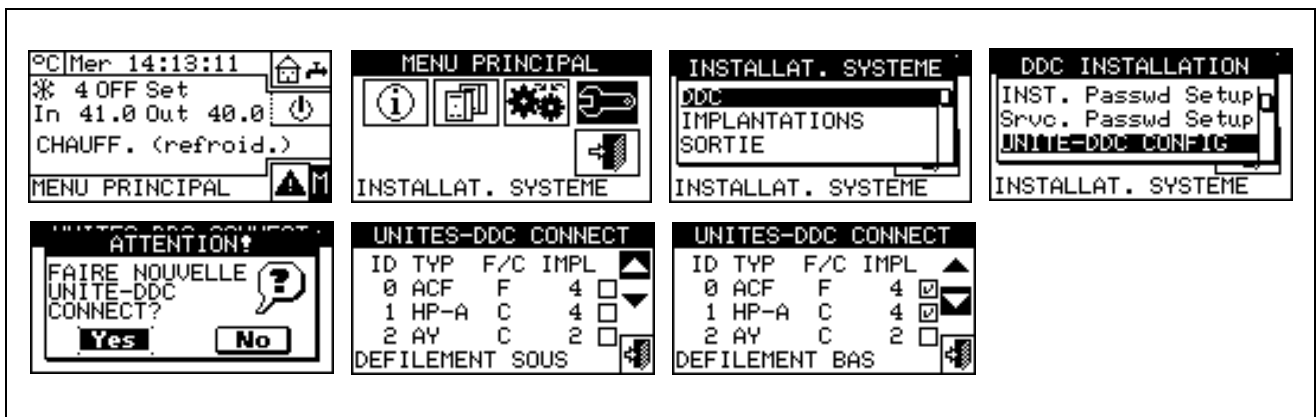 °C Mer 14:13:11
4 OFF Set
In 41.0 Out 40.0
CHAUFF. (refroid.)
MENU PRINCIPAL
M
MENU PRINCIPAL
INSTALLAT. SYSTEME
INSTALLAT. SYSTEME
DDC
IMPLANTATIONS
SORTIE
INSTALLAT. SYSTEME
DDC INSTALLATION
INST. Passwd Setup
Srvc. Passwd Setup
UNITE-DDC CONFIG
INSTALLAT. SYSTEME
ATTENTION!
FAIRE NOUVELLE
UNITE-DDC
CONNECT?
Yes No
UNITES-DDC CONNECT
ID TYP F/C IMPL
0 ACF F 4
1 HP-A C 4
2 AY C 2
DEFILEMENT SOUS
UNITES-DDC CONNECT
ID TYP F/C IMPL
0 ACF F 4
1 HP-A C 4
2 AY C 2
DEFILEMENT BAS